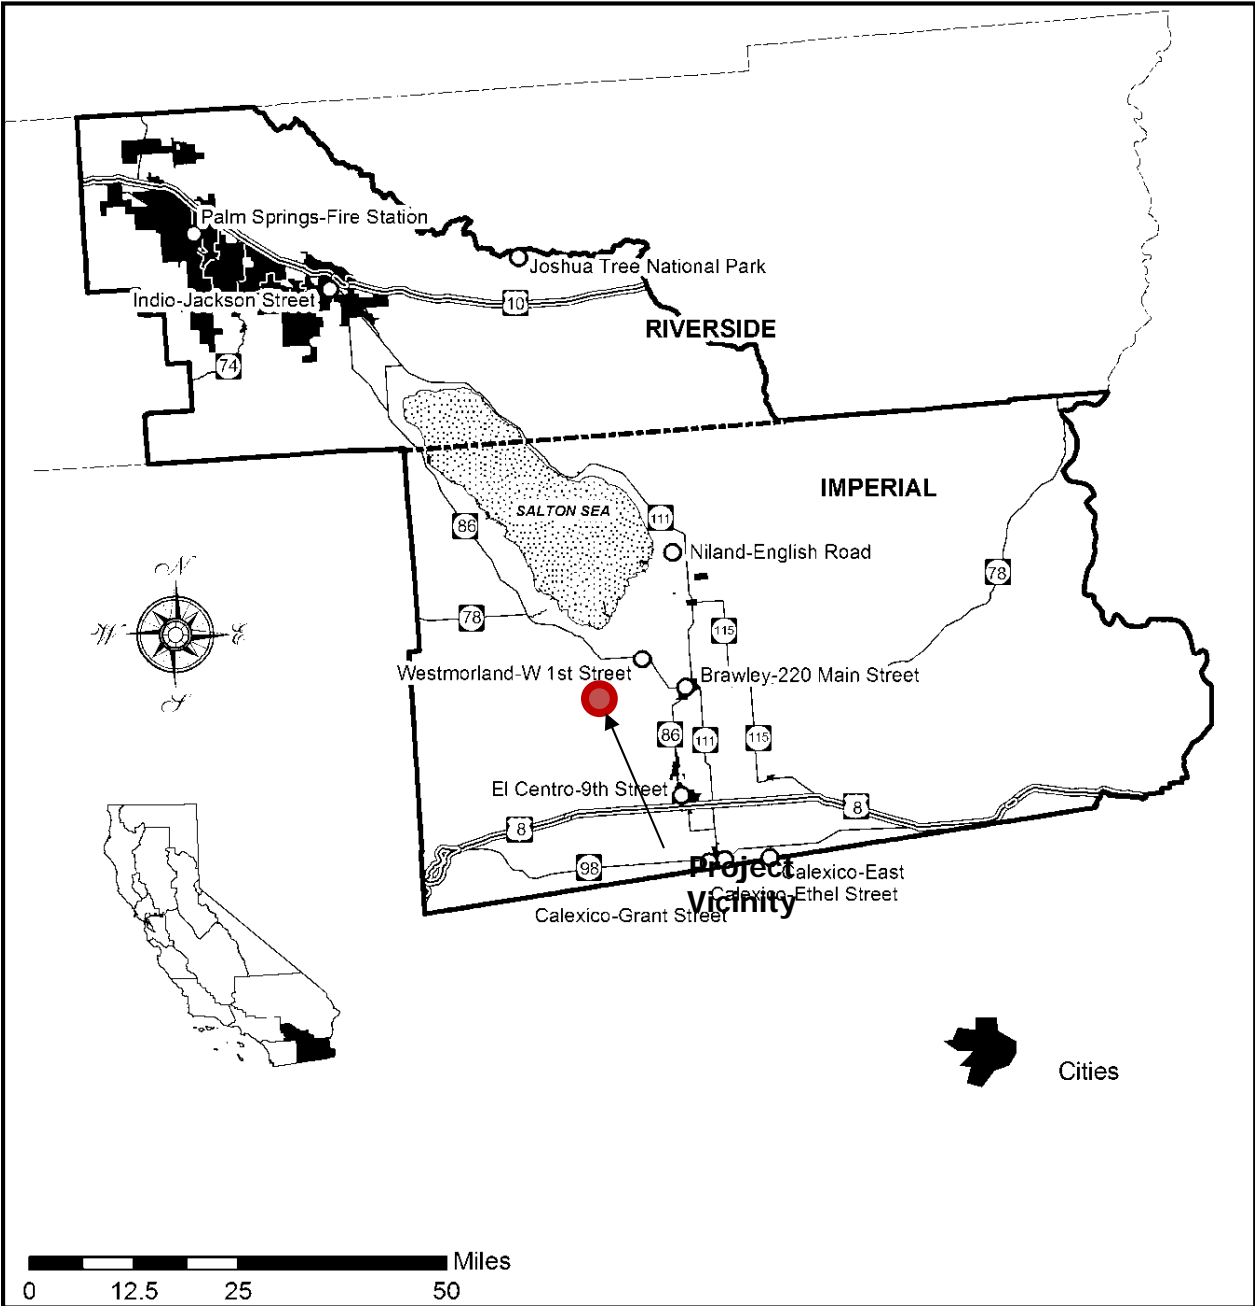 Palm Springs-Fire Station
Joshua Tree National Park
Indio-Jackson Street
10
RIVERSIDE
74
IMPERIAL
SALTON SEA
111
86
Niland-English Road
78
N
78
115
W
E
Westmorland-W 1st Street
Brawley-220 Main Street
S
86
111
115
El Centro-9th Street
8
8
98
Project
Vicinity
Calexico-East
Calexico-Ethel Street
Calexico-Grant Street
Cities
Miles
0 12.5 25 50